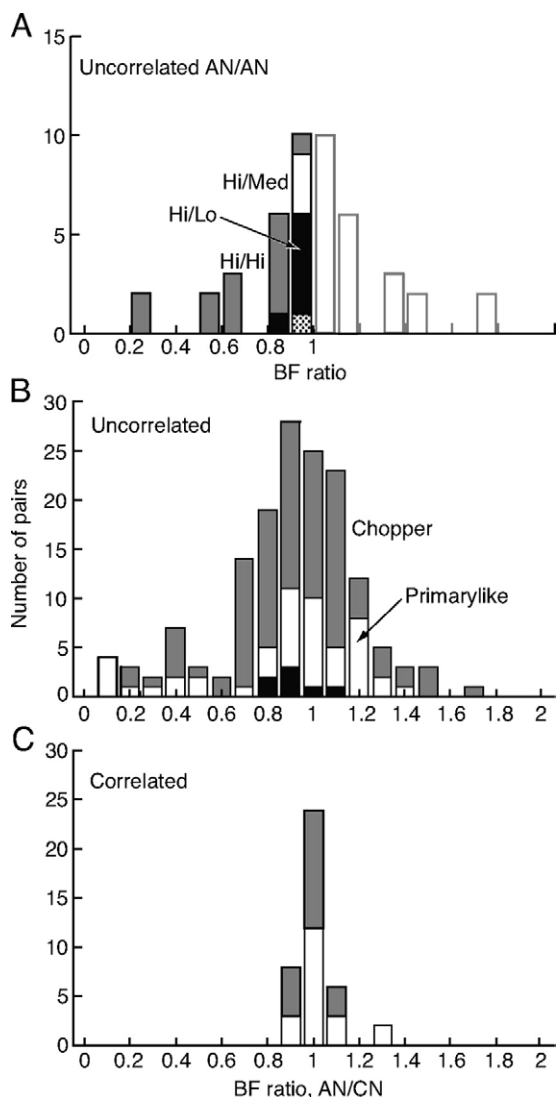 A
15
Uncorrelated AN/AN
10
Hi/Med
Hi/Lo
5
Hi/Hi
0
0 0.2 0.4 0.6 0.8 1
BF ratio
B
30
Uncorrelated
25
20
Chopper
15
Primarylike
10
5
0
0 0.2 0.4 0.6 0.8 1 1.2 1.4 1.6 1.8 2
Number of pairs
C
30
Correlated
25
20
15
10
5
0
0 0.2 0.4 0.6 0.8 1 1.2 1.4 1.6 1.8 2
BF ratio, AN/CN